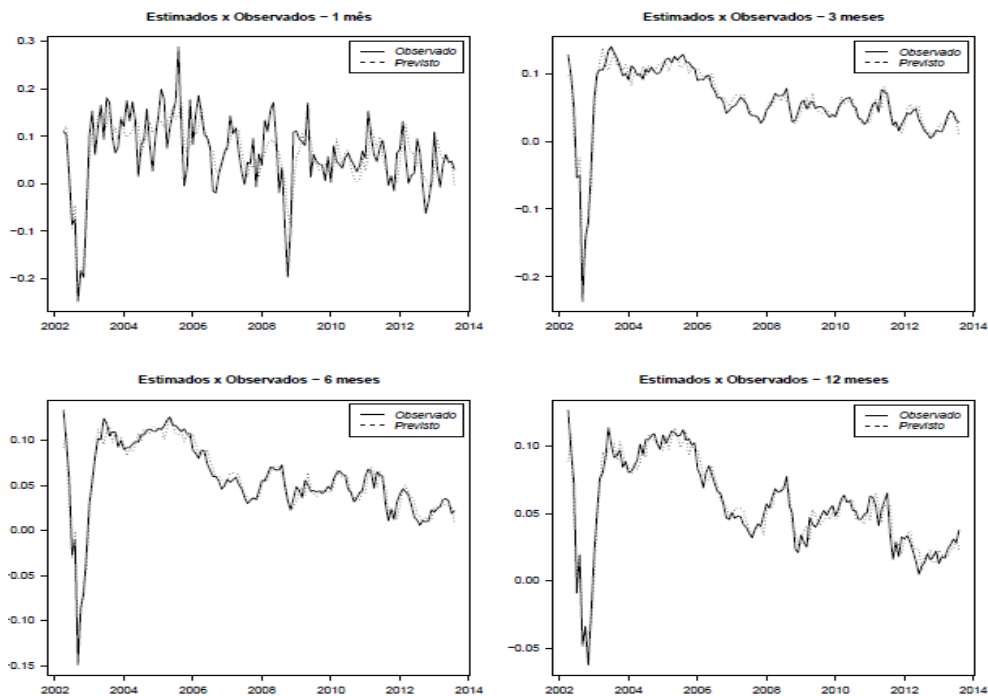 Estimados x Observados − 1 mês
Observado
Previsto
0.3
0.2
0.1
0.0
−0.1
−0.2
2002 2004 2006 2008 2010 2012 2014
Estimados x Observados − 3 meses
Observado
Previsto
0.1
0.0
−0.1
−0.2
2002 2004 2006 2008 2010 2012 2014
Estimados x Observados − 6 meses
Observado
Previsto
0.10
0.05
0.00
-0.05
-0.10
-0.15
2002 2004 2006 2008 2010 2012 2014
Estimados x Observados − 12 meses
Observado
Previsto
0.10
0.05
0.00
−0.05
2002 2004 2006 2008 2010 2012 2014